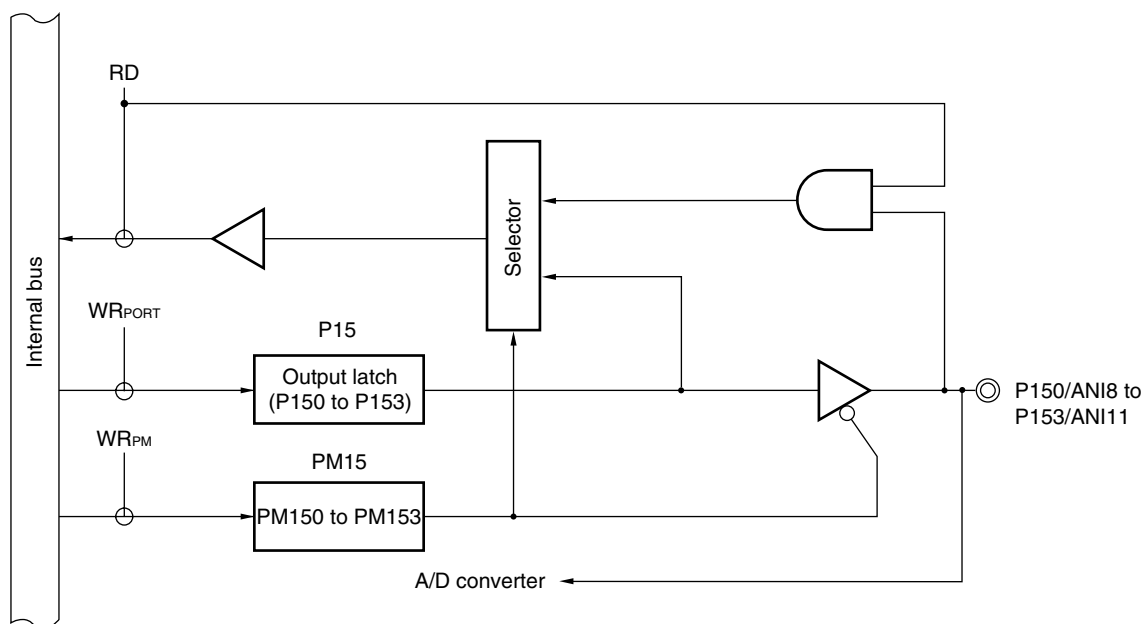 RD
Internal bus
Selector
WRPORT
P15
Output latch
(P150 to P153)
P150/ANI8 to
P153/ANI11
WRPM
PM15
PM150 to PM153
A/D converter